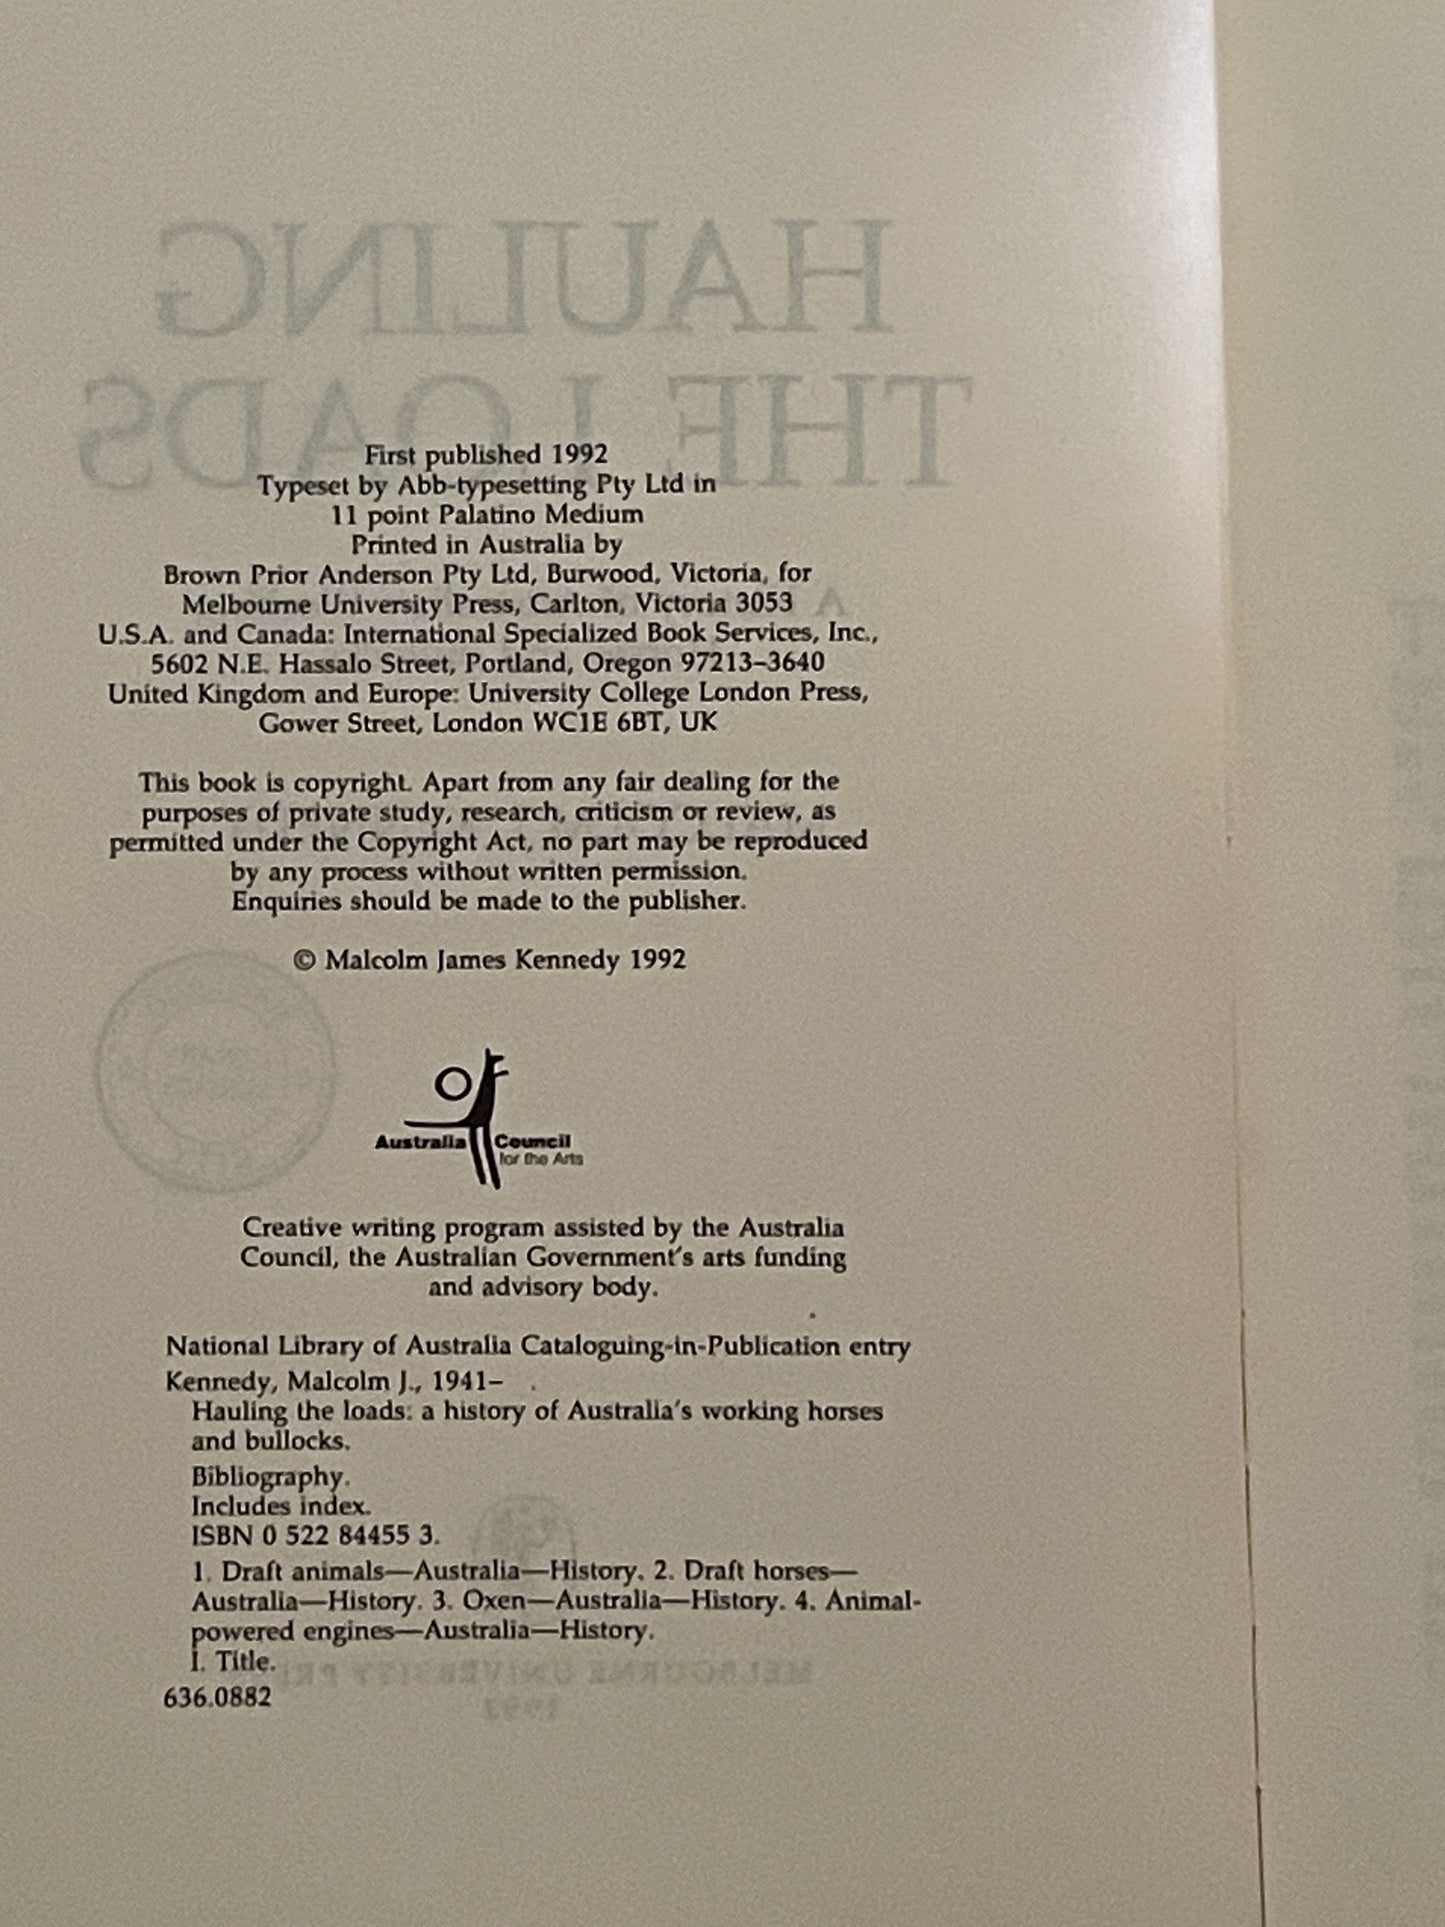 HAULING
THE LOADS
First published 1992
Typeset by Abb-typesetting Pty Ltd in
11 point Palatino Medium
Printed in Australia by
Brown Prior Anderson Pty Ltd, Burwood, Victoria, for
Melbourne University Press, Carlton, Victoria 3053
U.S.A. and Canada: International Specialized Book Services, Inc.,
5602 N.E. Hassalo Street, Portland, Oregon 97213–3640
United Kingdom and Europe: University College London Press,
Gower Street, London WC1E 6BT, UK
This book is copyright. Apart from any fair dealing for the
purposes of private study, research, criticism or review, as
permitted under the Copyright Act, no part may be reproduced
by any process without written permission.
Enquiries should be made to the publisher.
© Malcolm James Kennedy 1992
Australia Council
for the Arts
Creative writing program assisted by the Australia
Council, the Australian Government's arts funding
and advisory body.
National Library of Australia Cataloguing-in-Publication entry
Kennedy, Malcolm J., 1941–
Hauling the loads: a history of Australia's working horses
and bullocks.
Bibliography.
Includes index.
ISBN 0 522 84455 3.
1. Draft animals—Australia—History. 2. Draft horses—
Australia—History. 3. Oxen—Australia—History. 4. Animal-
powered engines—Australia—History.
I. Title.
636.0882
MELBOURNE UNIVERSITY PRE
1992